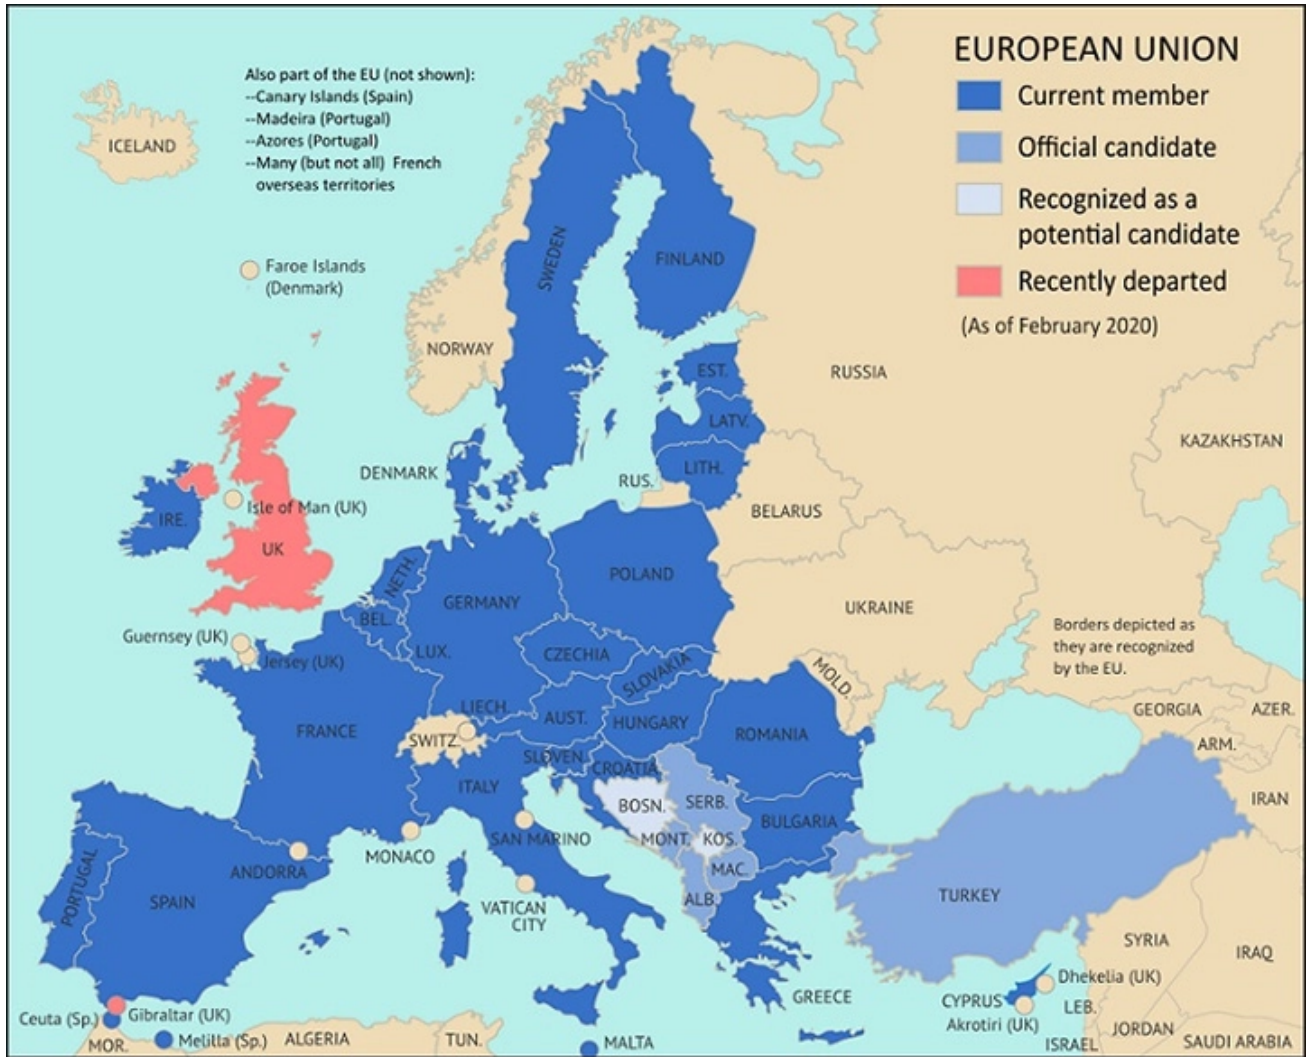 EUROPEAN UNION
Current member
Official candidate
Recognized as a
potential candidate
Recently departed
(As of February 2020)
Also part of the EU (not shown):
--Canary Islands (Spain)
--Madeira (Portugal)
--Azores (Portugal)
--Many (but not all) French
overseas territories
ICELAND
Faroe Islands
(Denmark)
SWEDEN
FINLAND
NORWAY
RUSSIA
EST.
LATV.
LITH.
RUS.
DENMARK
KAZAKHSTAN
BELARUS
IRE.
Isle of Man (UK)
UK
NETH.
POLAND
GERMANY
BEL.
UKRAINE
Guernsey (UK)
Jersey (UK)
LUX.
CZECHIA
SLOVAKIA
MOLD.
Borders depicted as
they are recognized
by the EU.
LIECH.
AUST.
HUNGARY
FRANCE
SWITZ.
ROMANIA
GEORGIA
AZER.
ARM.
SLOVEN.
CROATIA
ITALY
BOSN.
SERB.
IRAN
BULGARIA
SAN MARINO
MONT.
KOS.
MONACO
ANDORRA
MAC.
ALB.
PORTUGAL
SPAIN
VATICAN
CITY
TURKEY
SYRIA
IRAQ
GREECE
CYPRUS
Dhekelia (UK)
Akrotiri (UK)
LEB.
Ceuta (Sp.)
Gibraltar (UK)
MOR.
Melilla (Sp.)
ALGERIA
TUN.
MALTA
ISRAEL
JORDAN
SAUDI ARABIA